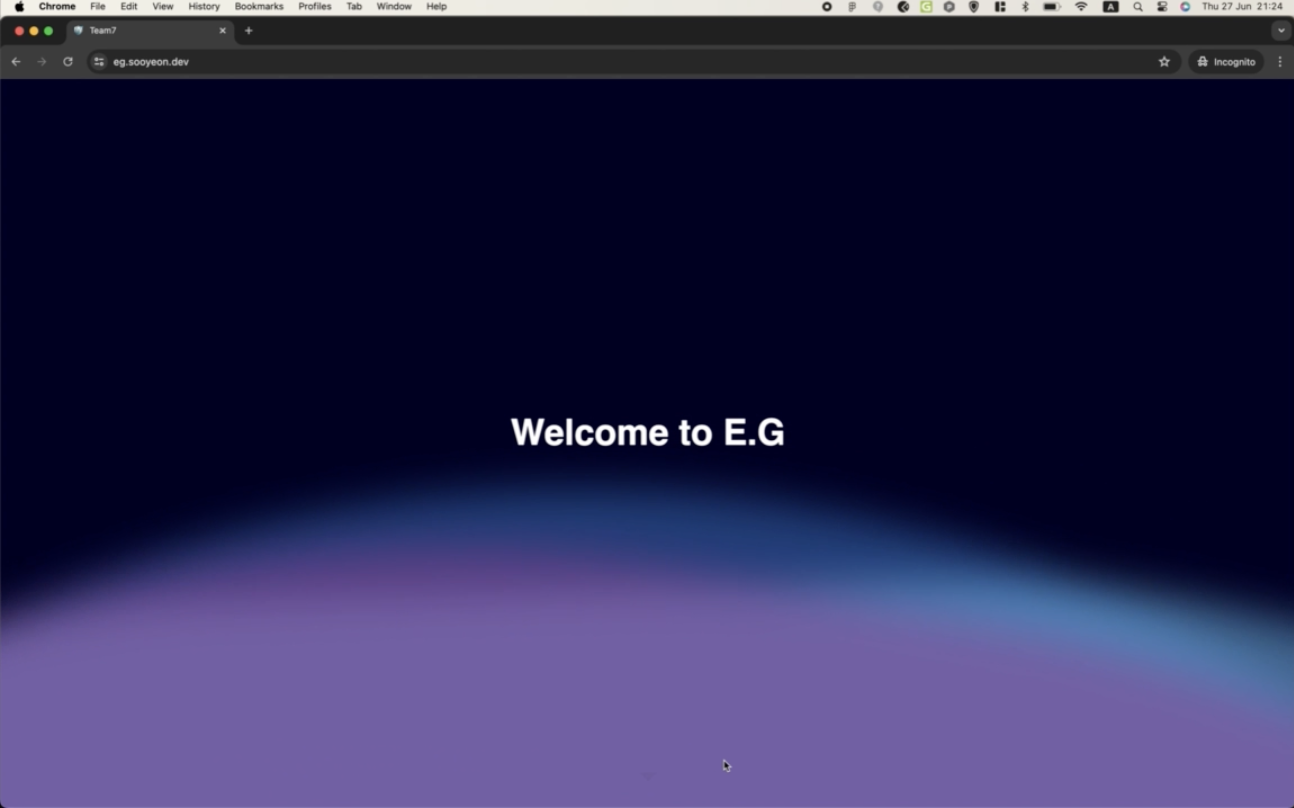 Chrome File Edit View History Bookmarks Profiles Tab Window Help A Thu 27 Jun 21:24
Team7
eg.sooyeon.dev Incognito
Welcome to E.G